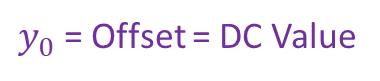 y₀ = Offset = DC Value